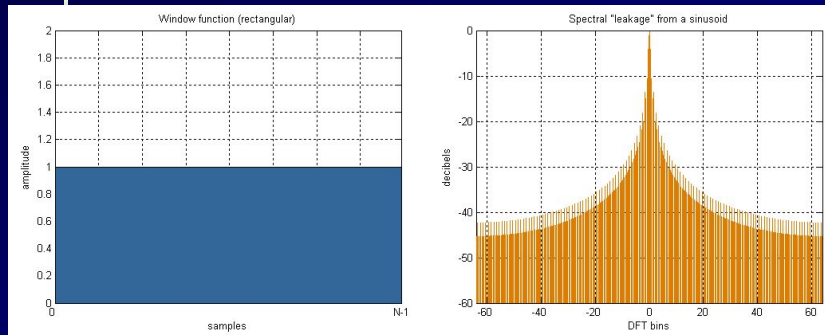 Window function (rectangular)
2
1.8
1.6
1.4
1.2
1
0.8
0.6
0.4
0.2
0
amplitude
0
N-1
samples
Spectral "leakage" from a sinusoid
0
-10
-20
-30
-40
-50
-60
decibels
-60 -40 -20 0 20 40 60
DFT bins